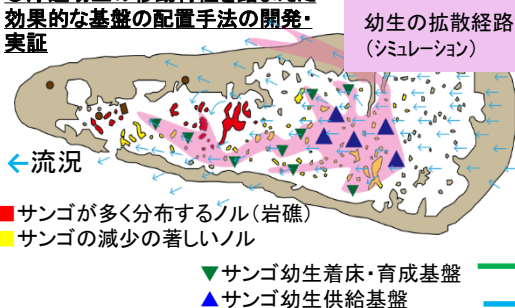 効果的な基盤の配置手法の開発・
実証
幼生の拡散経路
(シミュレーション)
←流況
■サンゴが多く分布するノル(岩礁)
■サンゴの減少の著しいノル
▼サンゴ幼生着床・育成基盤
▲サンゴ幼生供給基盤